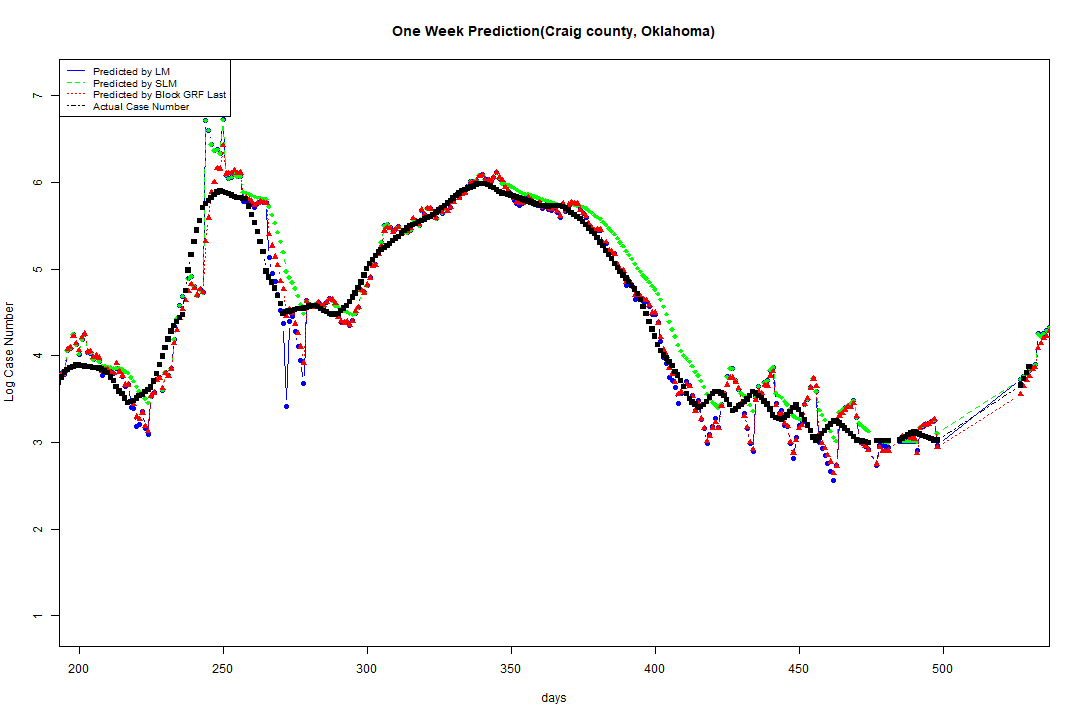 One Week Prediction(Craig county, Oklahoma)
Predicted by LM
Predicted by SLM
Predicted by Block GRF Last
Actual Case Number
7
6
5
4
3
2
1
Log Case Number
200 250 300 350 400 450 500
days